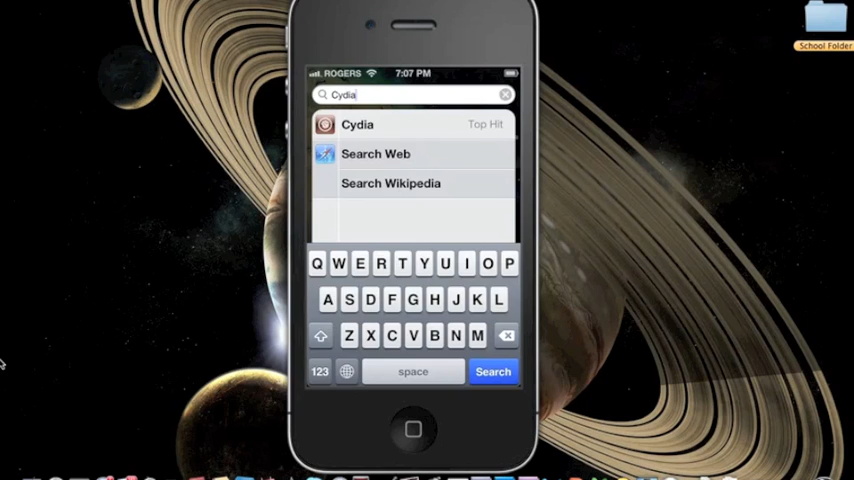 School Folder
ROGERS 7:07 PM
Cydia
Cydia Top Hit
Search Web
Search Wikipedia
Q W E R T Y U I O P
A S D F G H J K L
Z X C V B N M
123 space Search